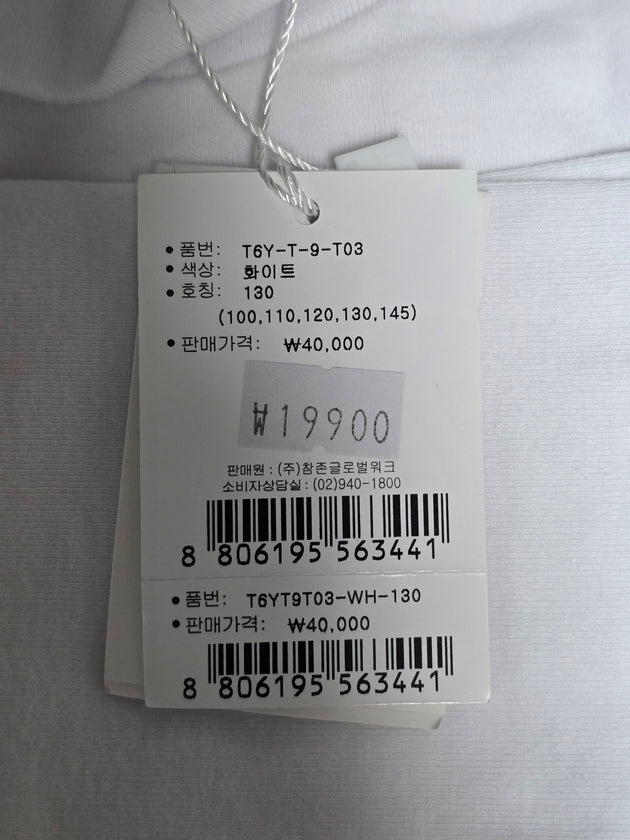 • 품번: T6Y-T-9-T03
• 색상: 화이트
• 호칭: 130
(100,110,120,130,145)
• 판매가격: ₩40,000
₩19900
판매원 : (주)참존글로벌워크
소비자상담실 : (02)940-1800
8 806195 563441
• 품번: T6YT9T03-WH-130
• 판매가격: ₩40,000
8 806195 563441